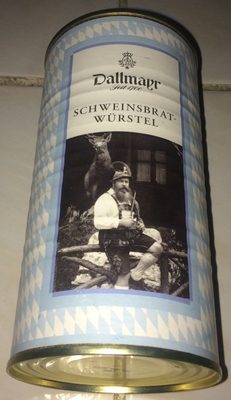 Dallmayr
Seit 1700
SCHWEINSBRAT-
WÜRSTEL